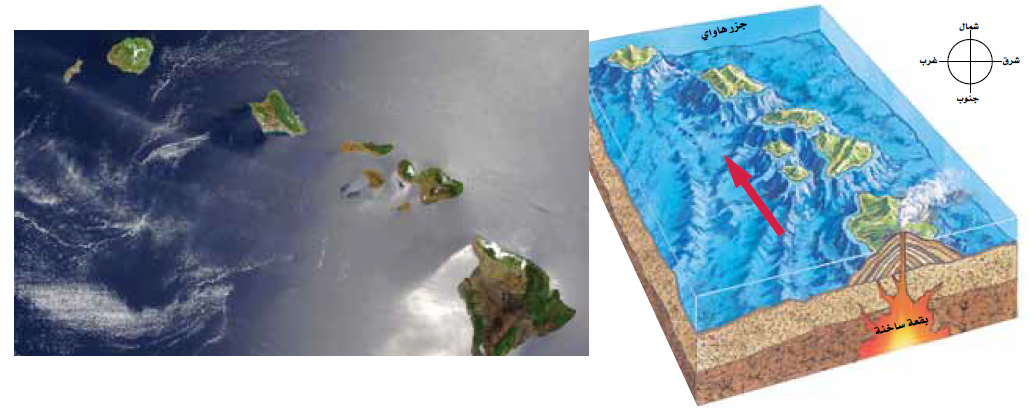 جزر هاواي
شمال
غرب
شرق
جنوب
بقعة ساخنة